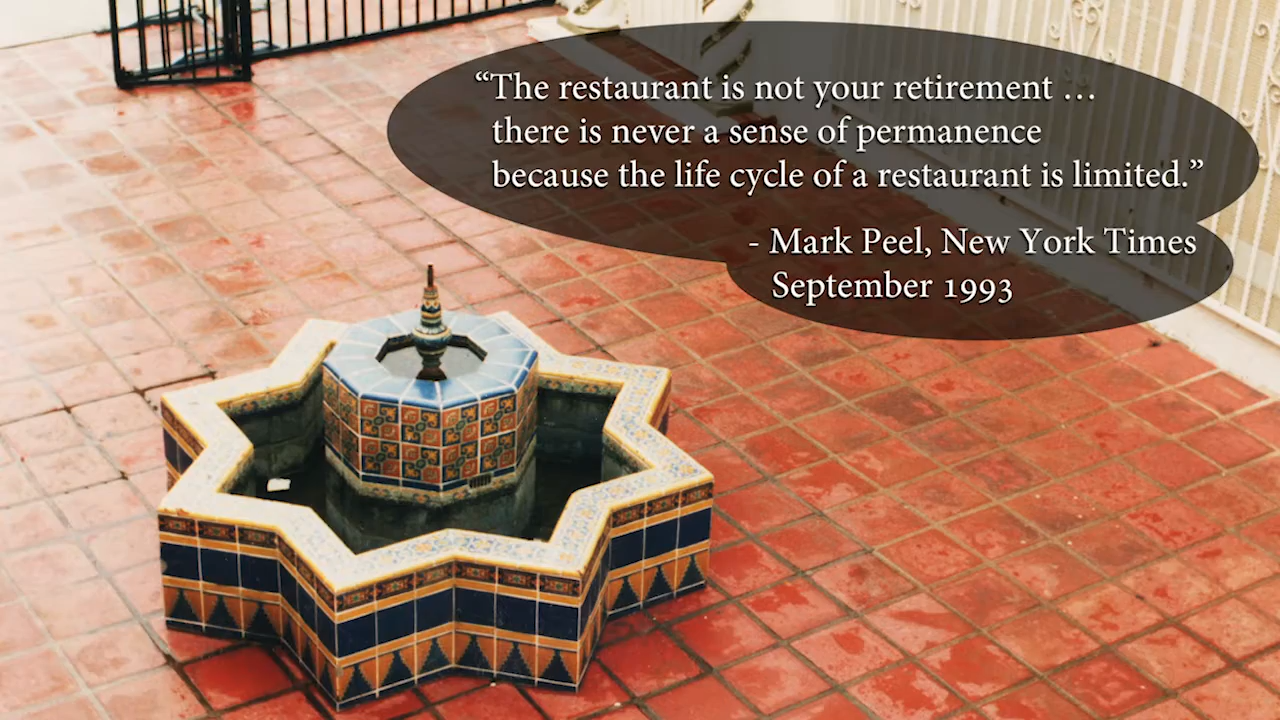 “The restaurant is not your retirement …
there is never a sense of permanence
because the life cycle of a restaurant is limited.”
- Mark Peel, New York Times
September 1993